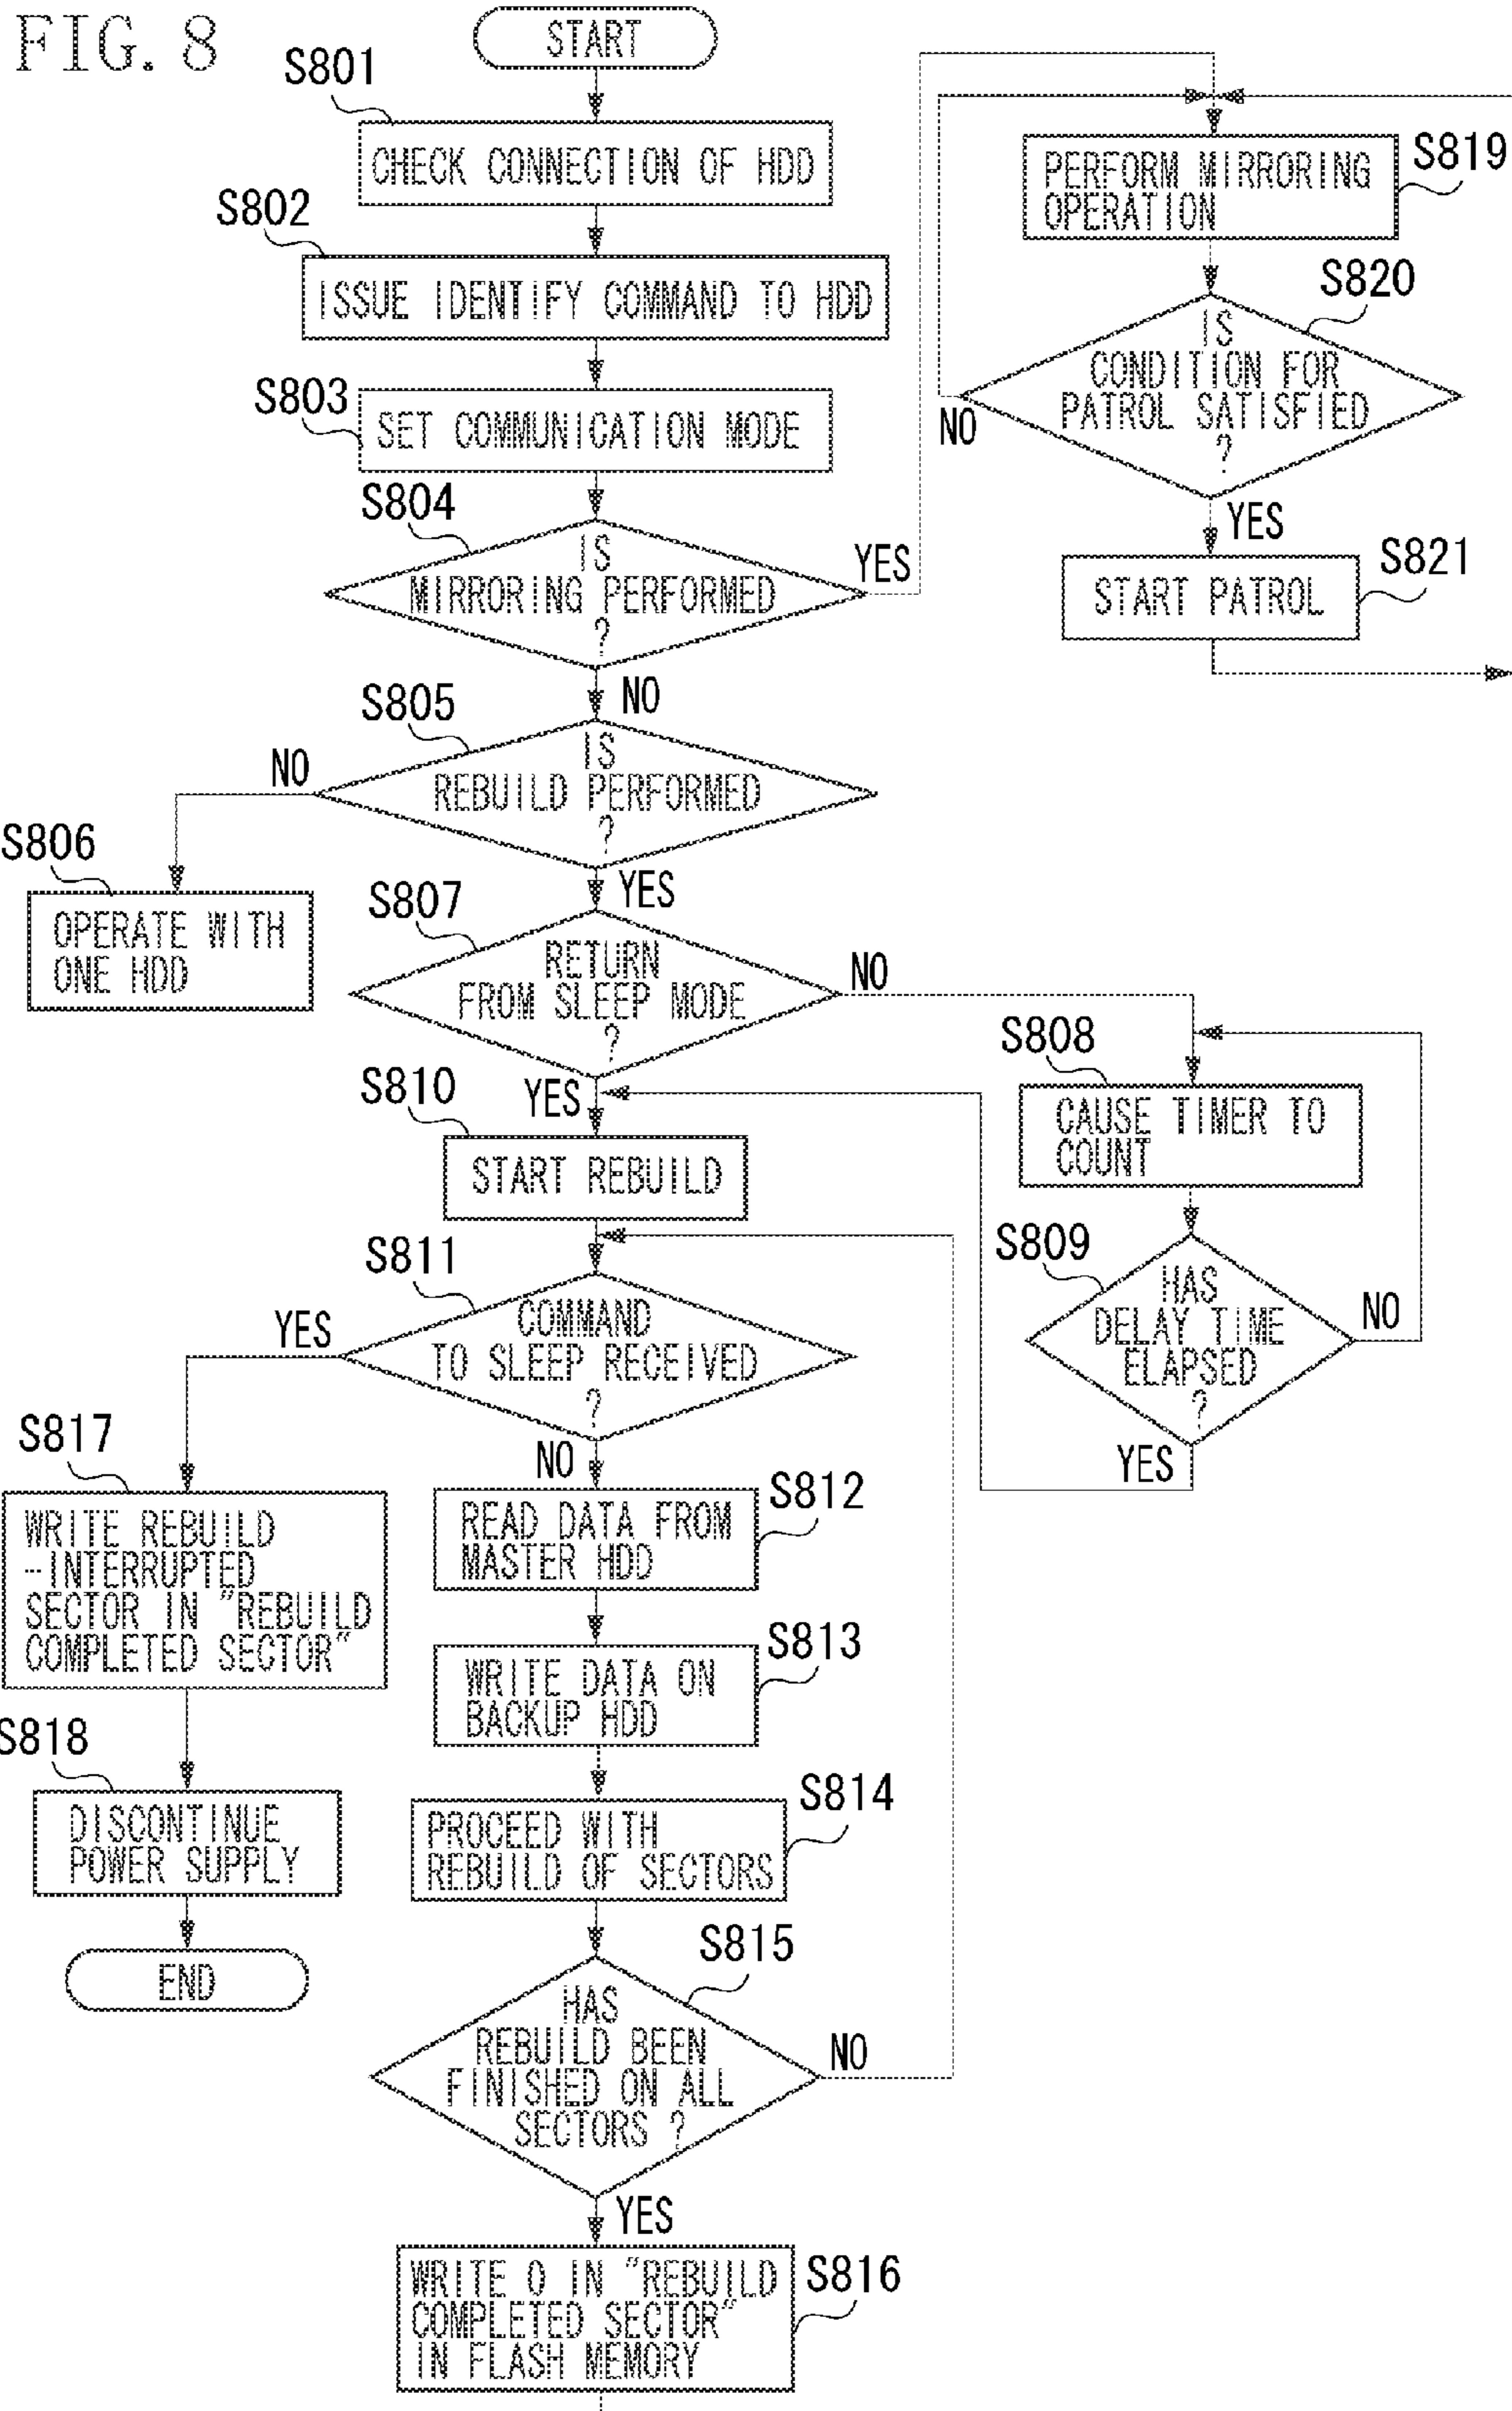 FIG. 8
START
S801
CHECK CONNECTION OF HDD
S802
ISSUE IDENTIFY COMMAND TO HDD
S803
SET COMMUNICATION MODE
S804
IS
MIRRORING PERFORMED
?
YES
NO
S805
IS
REBUILD PERFORMED
?
NO
YES
S806
OPERATE WITH
ONE HDD
S807
RETURN
FROM SLEEP MODE
?
NO
YES
S808
CAUSE TIMER TO
COUNT
S809
HAS
DELAY TIME
ELAPSED
?
NO
YES
S810
START REBUILD
S811
COMMAND
TO SLEEP RECEIVED
?
YES
NO
S812
READ DATA FROM
MASTER HDD
S813
WRITE DATA ON
BACKUP HDD
S814
PROCEED WITH
REBUILD OF SECTORS
S815
HAS
REBUILD BEEN
FINISHED ON ALL
SECTORS ?
NO
YES
S816
WRITE 0 IN "REBUILD
COMPLETED SECTOR"
IN FLASH MEMORY
S817
WRITE REBUILD
-INTERRUPTED
SECTOR IN "REBUILD
COMPLETED SECTOR"
S818
DISCONTINUE
POWER SUPPLY
END
S819
PERFORM MIRRORING
OPERATION
S820
IS
CONDITION FOR
PATROL SATISFIED
?
NO
YES
S821
START PATROL